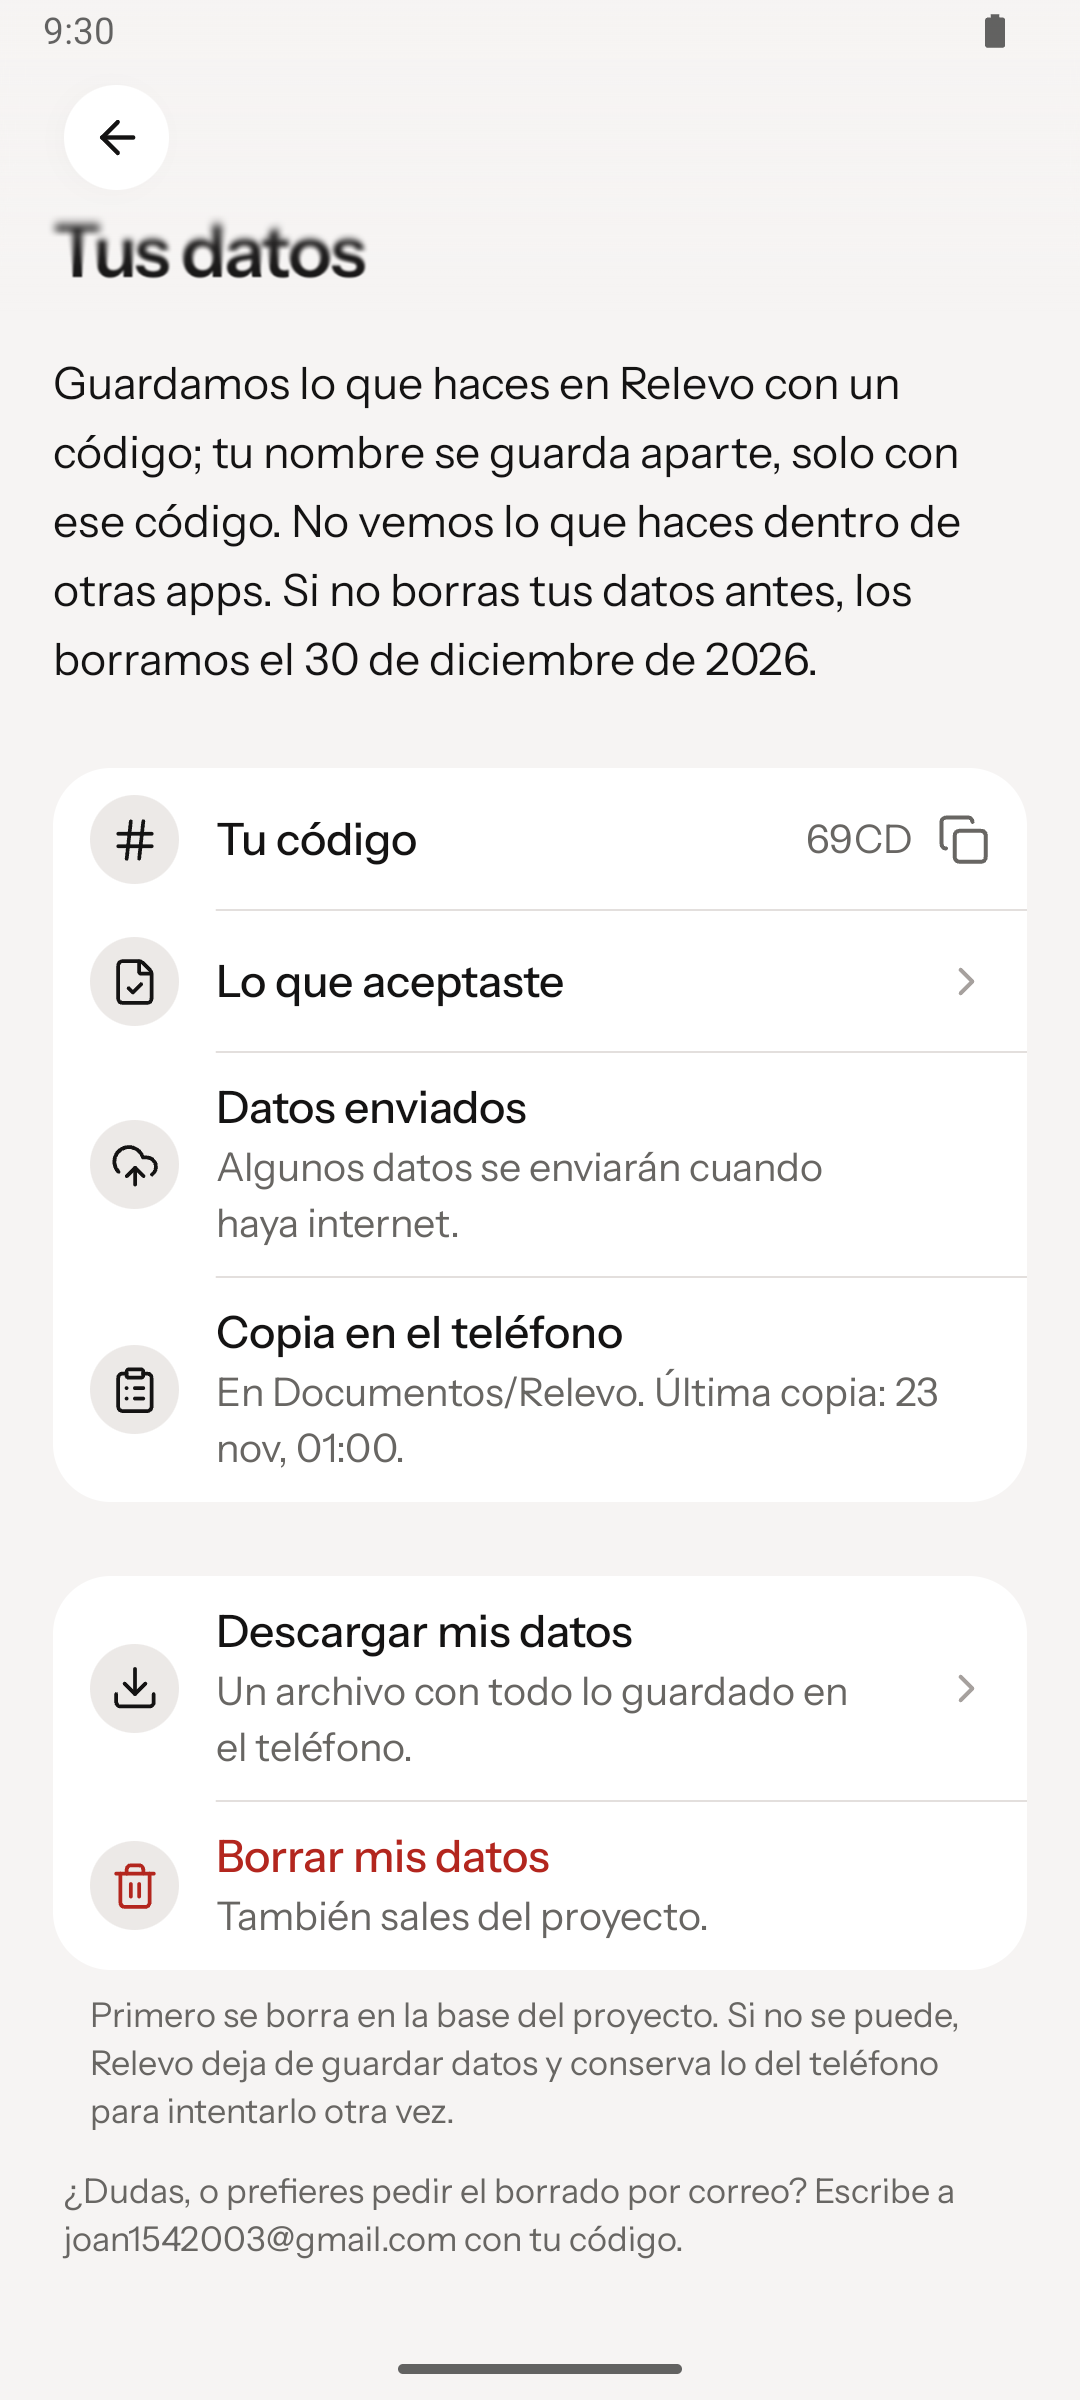 9:30
Tus datos
Guardamos lo que haces en Relevo con un
código; tu nombre se guarda aparte, solo con
ese código. No vemos lo que haces dentro de
otras apps. Si no borras tus datos antes, los
borramos el 30 de diciembre de 2026.
Tu código 69CD
Lo que aceptaste
Datos enviados
Algunos datos se enviarán cuando
haya internet.
Copia en el teléfono
En Documentos/Relevo. Última copia: 23
nov, 01:00.
Descargar mis datos
Un archivo con todo lo guardado en
el teléfono.
Borrar mis datos
También sales del proyecto.
Primero se borra en la base del proyecto. Si no se puede,
Relevo deja de guardar datos y conserva lo del teléfono
para intentarlo otra vez.
¿Dudas, o prefieres pedir el borrado por correo? Escribe a
joan1542003@gmail.com con tu código.